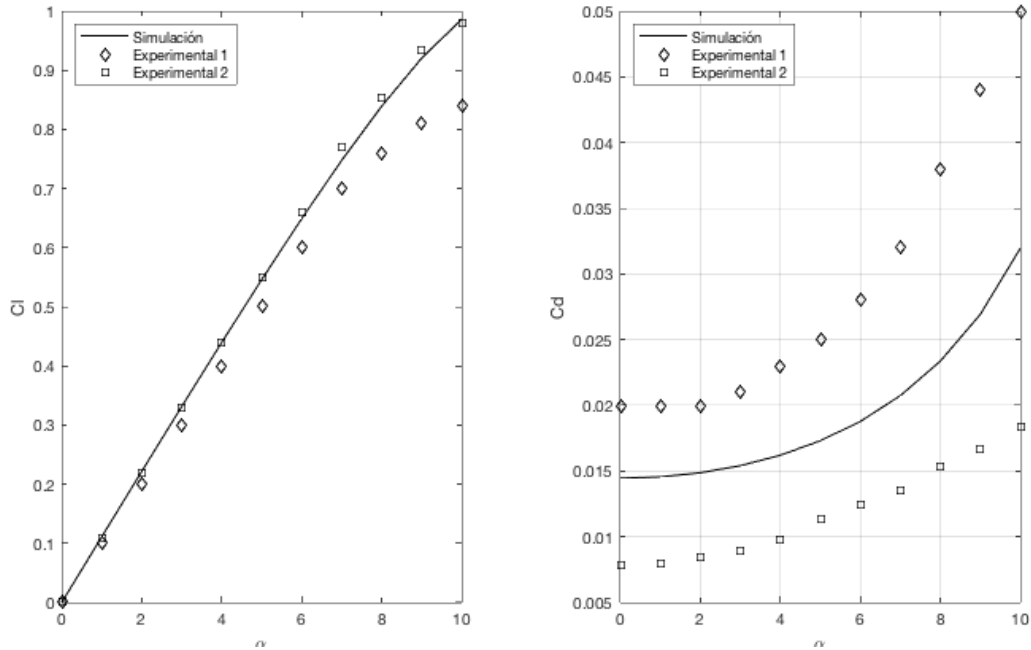 1
0.9
0.8
0.7
0.6
0.5
0.4
0.3
0.2
0.1
0
Cl
0 2 4 6 8 10
α
Simulación
Experimental 1
Experimental 2
0.05
0.045
0.04
0.035
0.03
0.025
0.02
0.015
0.01
0.005
Cd
0 2 4 6 8 10
α
Simulación
Experimental 1
Experimental 2